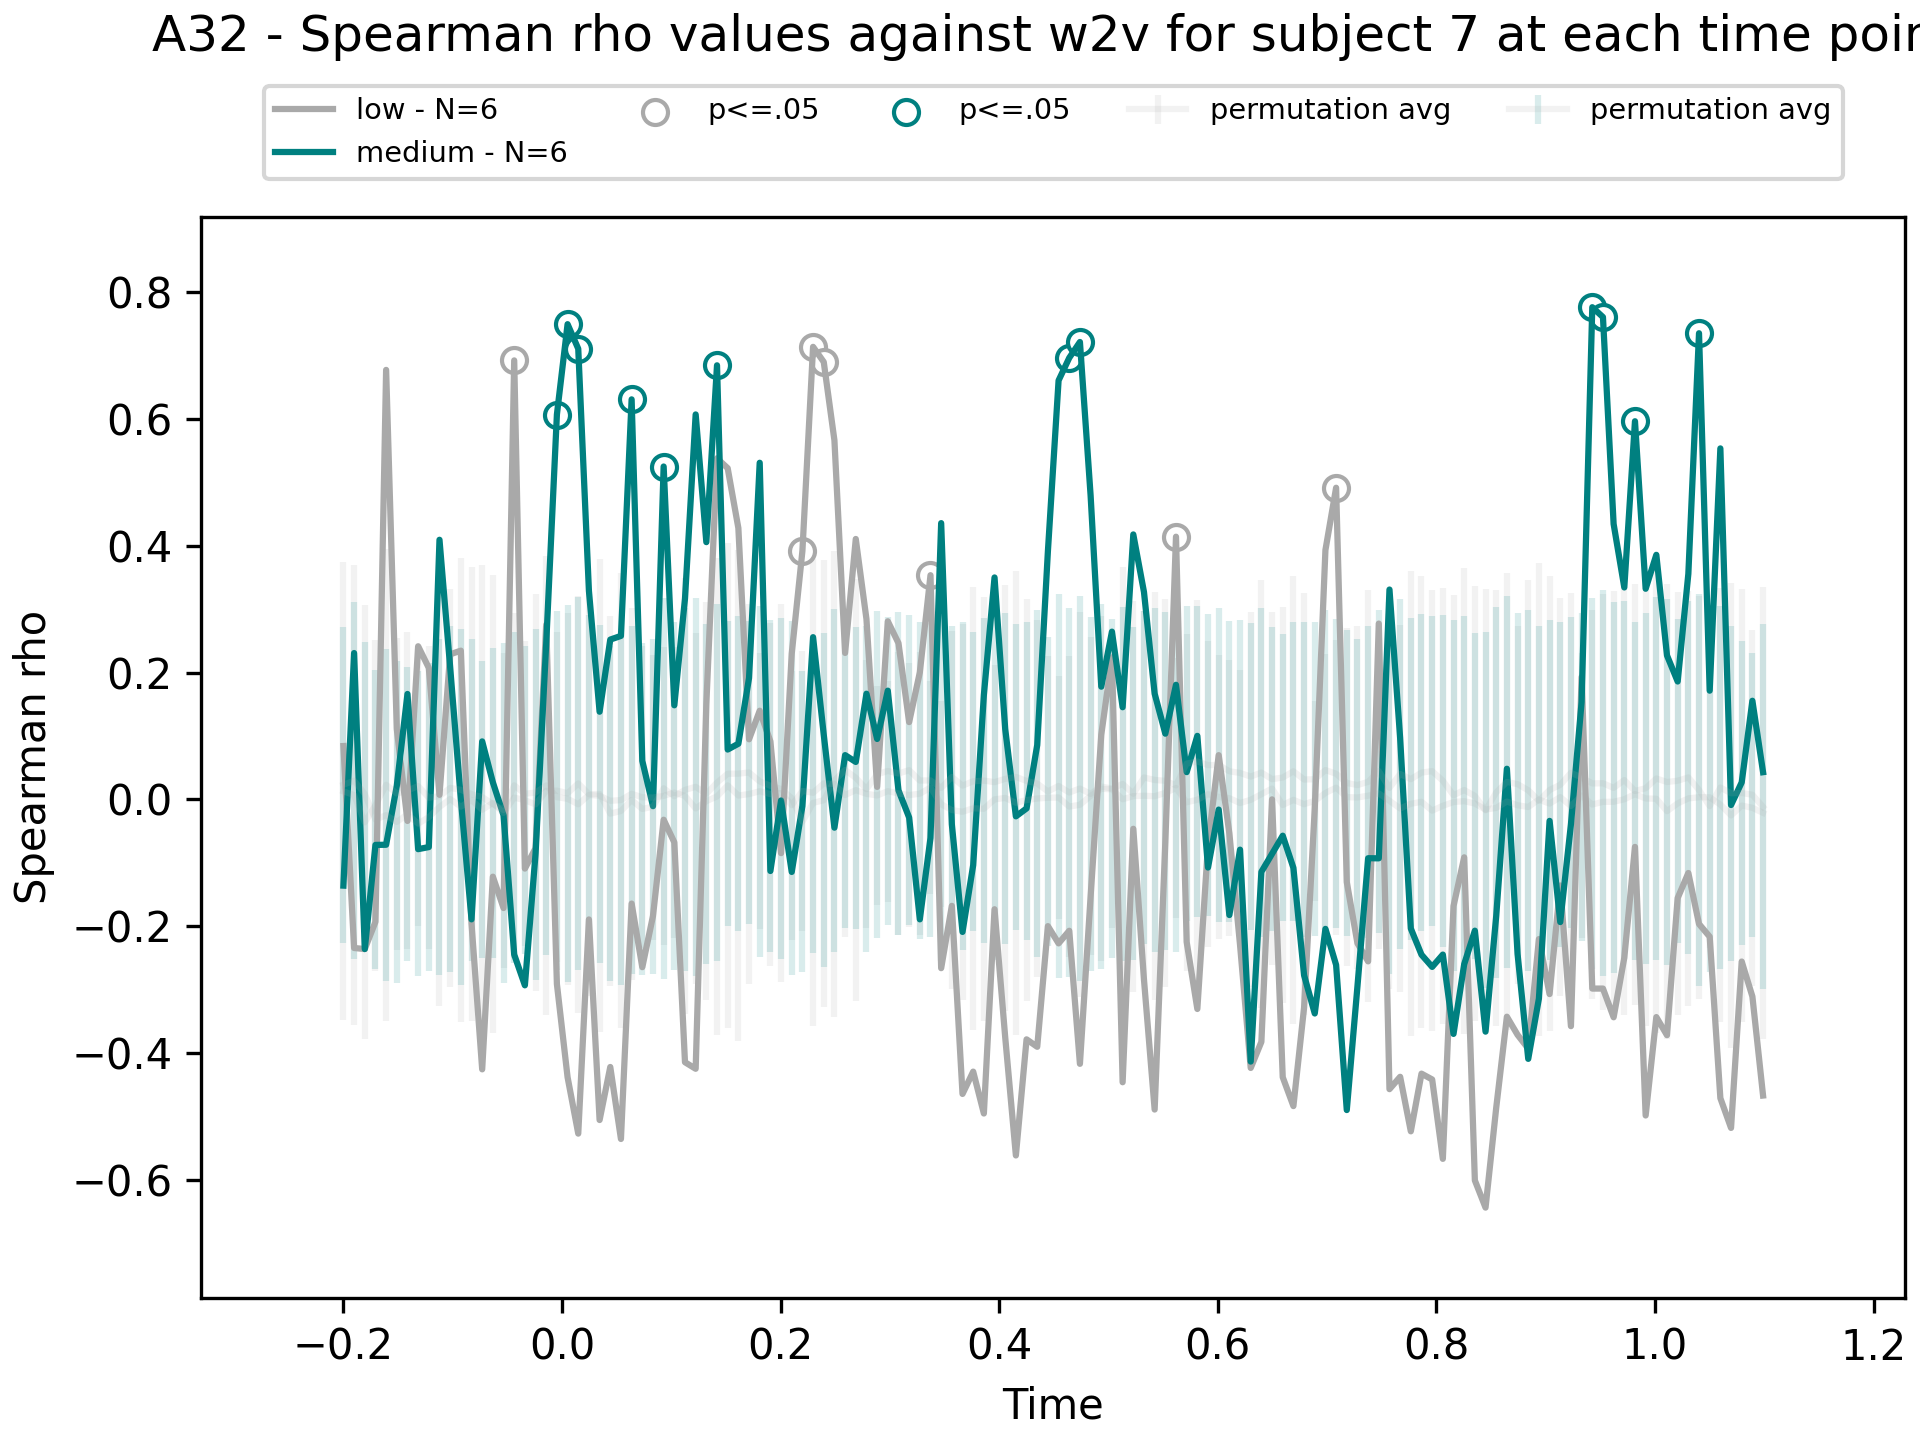 A32 - Spearman rho values against w2v for subject 7 at each time poin
low - N=6
medium - N=6
p<=.05
p<=.05
permutation avg
permutation avg
Spearman rho
0.8
0.6
0.4
0.2
0.0
−0.2
−0.4
−0.6
−0.2 0.0 0.2 0.4 0.6 0.8 1.0 1.2
Time